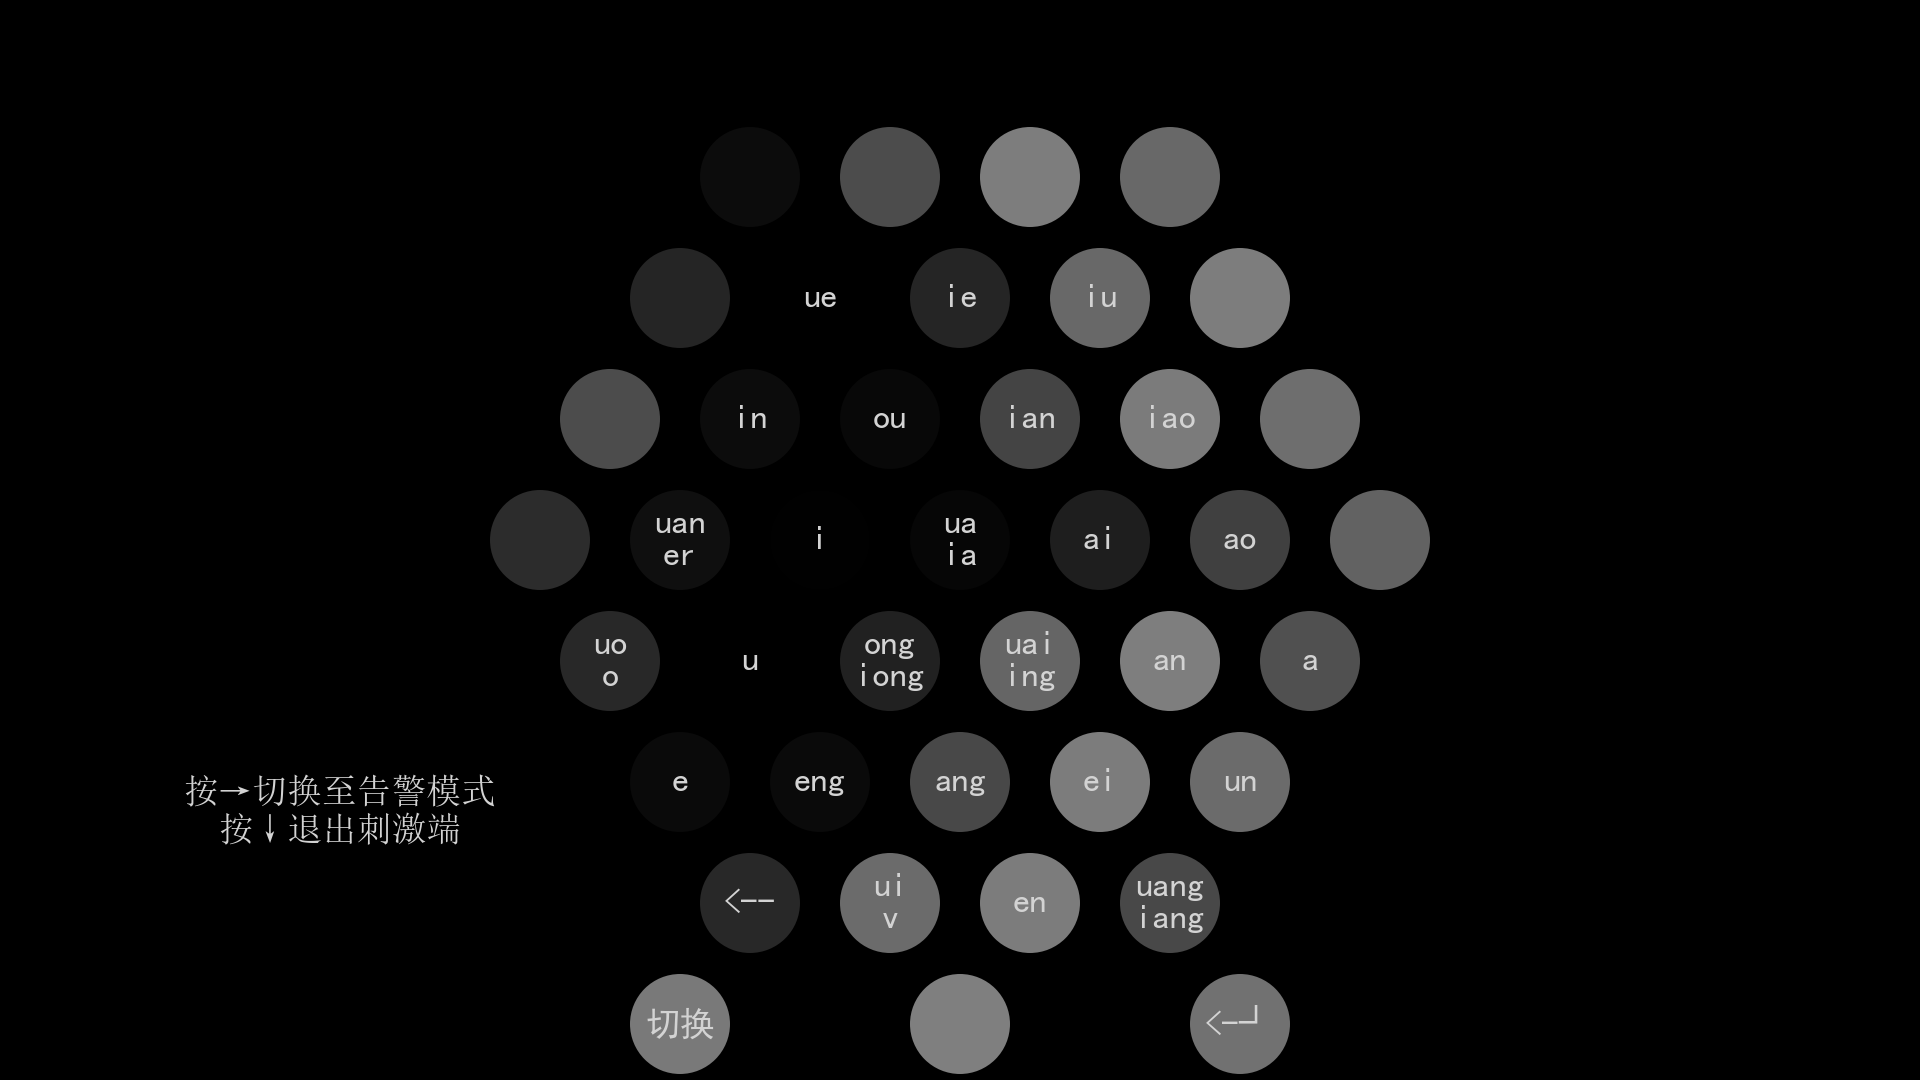 ue
ie
iu
in
ou
ian
iao
uan
er
i
ua
ia
ai
ao
uo
o
u
ong
iong
uai
ing
an
a
e
eng
ang
ei
un
按→切换至告警模式
按↓退出刺激端
<--
ui
v
en
uang
iang
切换
<-┘